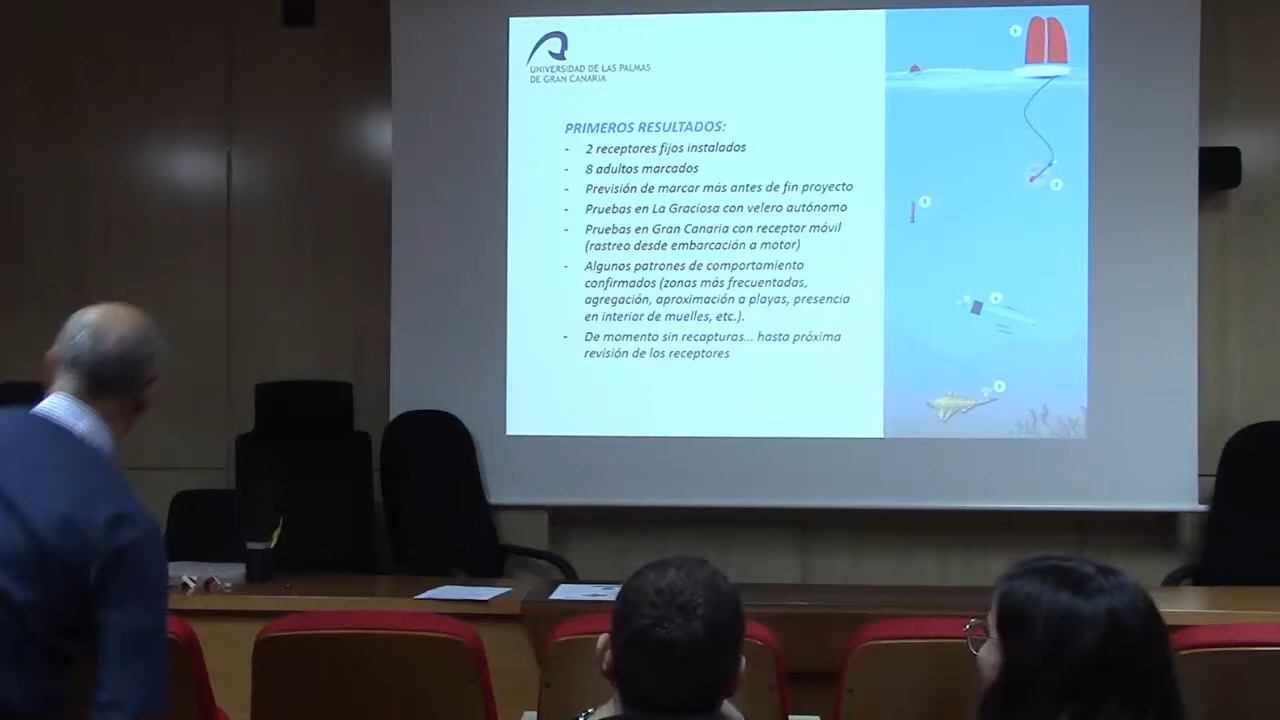 UNIVERSIDAD DE LAS PALMAS
DE GRAN CANARIA
PRIMEROS RESULTADOS:
- 2 receptores fijos instalados
- 8 adultos marcados
- Previsión de marcar más antes de fin proyecto
- Pruebas en La Graciosa con velero autónomo
- Pruebas en Gran Canaria con receptor móvil
(rastreo desde embarcación a motor)
- Algunos patrones de comportamiento
confirmados (zonas más frecuentadas,
agregación, aproximación a playas, presencia
en interior de muelles, etc.).
- De momento sin recapturas... hasta próxima
revisión de los receptores